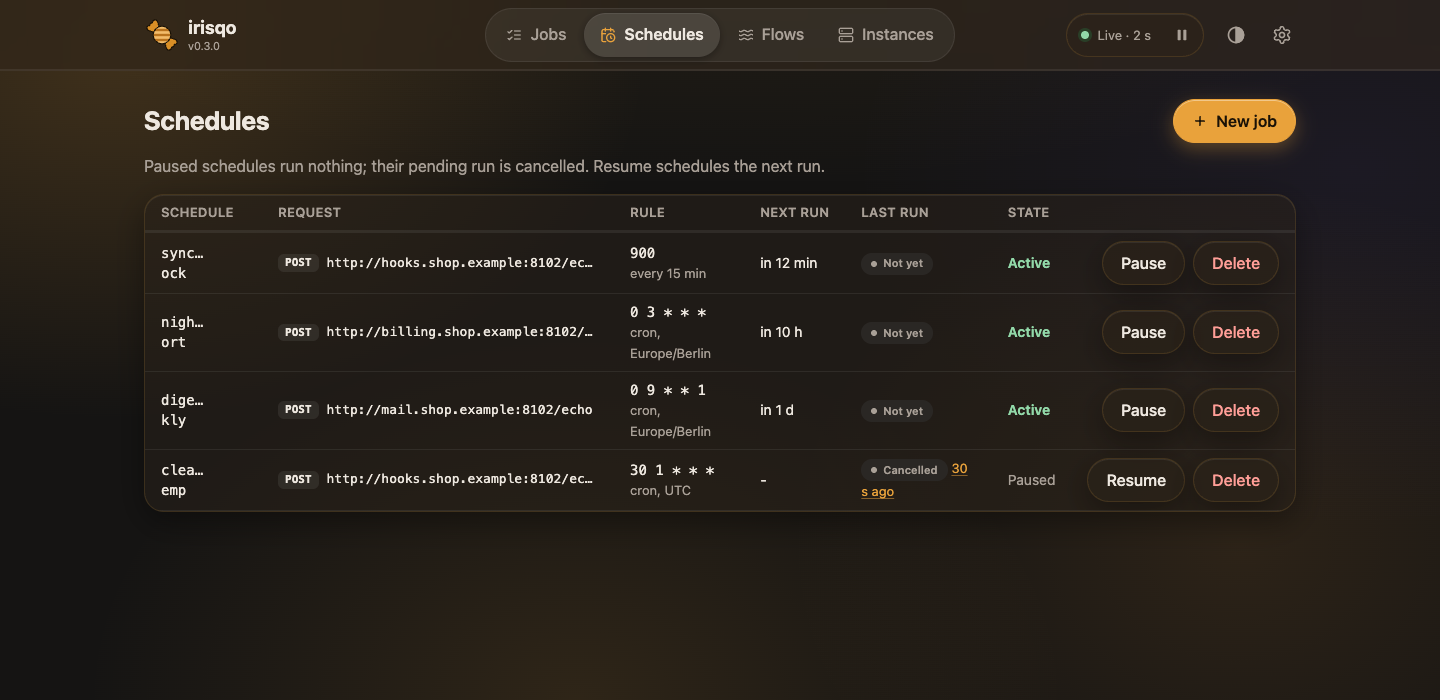 irisqo
v0.3.0
Jobs
Schedules
Flows
Instances
Live · 2 s
Schedules
+ New job
Paused schedules run nothing; their pending run is cancelled. Resume schedules the next run.
SCHEDULE REQUEST RULE NEXT RUN LAST RUN STATE
sync…
ock
POST http://hooks.shop.example:8102/ec…
900
every 15 min
in 12 min
Not yet
Active
Pause
Delete
nigh…
ort
POST http://billing.shop.example:8102/…
0 3 * * *
cron,
Europe/Berlin
in 10 h
Not yet
Active
Pause
Delete
dige…
kly
POST http://mail.shop.example:8102/echo
0 9 * * 1
cron,
Europe/Berlin
in 1 d
Not yet
Active
Pause
Delete
clea…
emp
POST http://hooks.shop.example:8102/ec…
30 1 * * *
cron, UTC
-
Cancelled 30
s ago
Paused
Resume
Delete